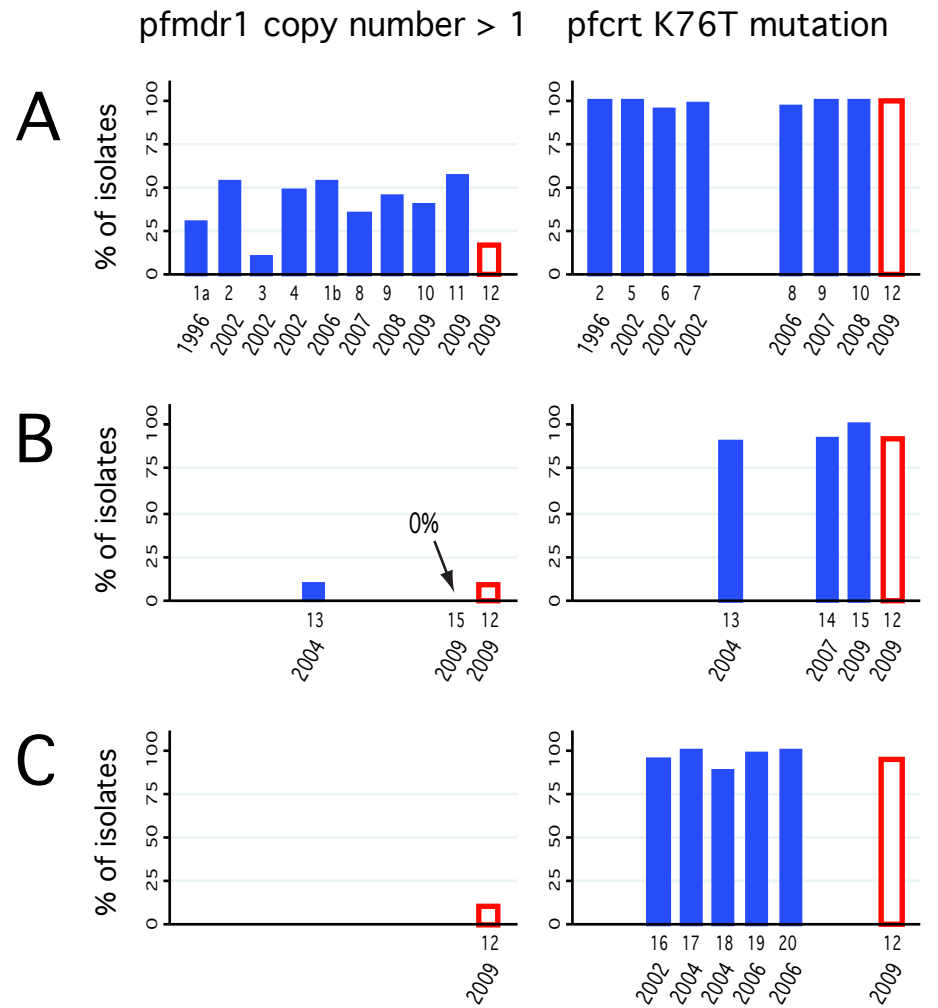 pfmdr1 copy number > 1 pfcrt K76T mutation
A
% of isolates
100
75
50
25
0
1a 2 3 4 1b 8 9 10 11 12
1996 2002 2002 2002 2006 2007 2008 2009 2009 2009
100
75
50
25
0
2 5 6 7 8 9 10 12
1996 2002 2002 2002 2006 2007 2008 2009
B
% of isolates
100
75
50
25
0
0%
13 15 12
2004 2009 2009
100
75
50
25
0
13 14 15 12
2004 2007 2009 2009
C
% of isolates
100
75
50
25
0
12
2009
100
75
50
25
0
16 17 18 19 20 12
2002 2004 2004 2006 2006 2009